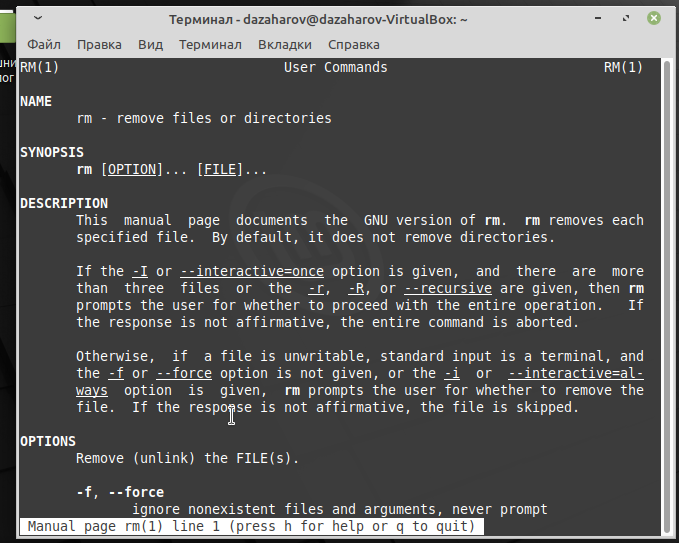 Терминал - dazaharov@dazaharov-VirtualBox: ~
Файл Правка Вид Терминал Вкладки Справка
RM(1) User Commands RM(1)
NAME
rm - remove files or directories
SYNOPSIS
rm [OPTION]... [FILE]...
DESCRIPTION
This manual page documents the GNU version of rm. rm removes each
specified file. By default, it does not remove directories.
If the -I or --interactive=once option is given, and there are more
than three files or the -r, -R, or --recursive are given, then rm
prompts the user for whether to proceed with the entire operation. If
the response is not affirmative, the entire command is aborted.
Otherwise, if a file is unwritable, standard input is a terminal, and
the -f or --force option is not given, or the -i or --interactive=al-
ways option is given, rm prompts the user for whether to remove the
file. If the response is not affirmative, the file is skipped.
OPTIONS
Remove (unlink) the FILE(s).
-f, --force
ignore nonexistent files and arguments, never prompt
Manual page rm(1) line 1 (press h for help or q to quit)